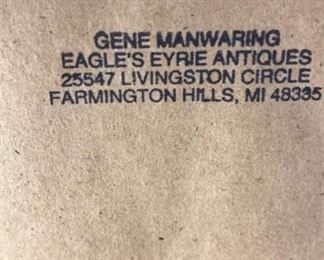 GENE MANWARING
EAGLE'S EYRIE ANTIQUES
25547 LIVINGSTON CIRCLE
FARMINGTON HILLS, MI 48335